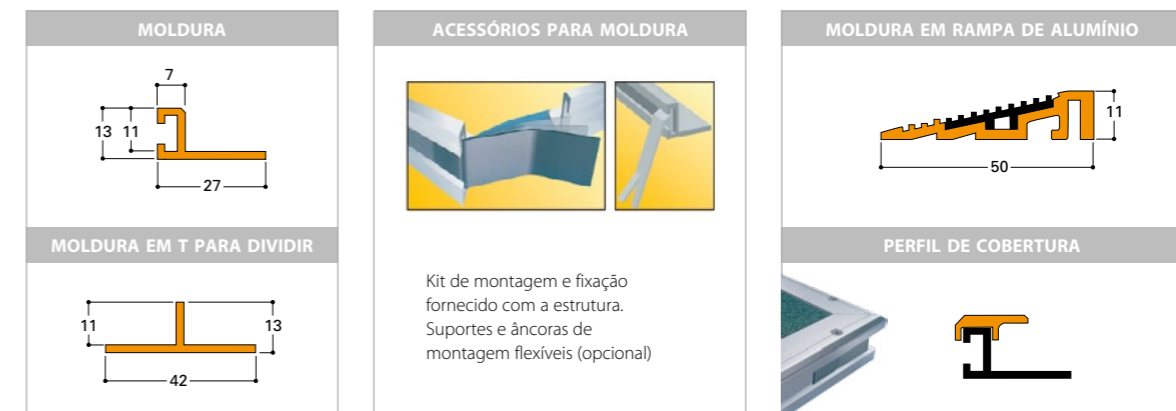 MOLDURA
7
13 11
27
MOLDURA EM T PARA DIVIDIR
11 13
42
ACESSÓRIOS PARA MOLDURA
Kit de montagem e fixação
fornecido com a estrutura.
Suportes e âncoras de
montagem flexíveis (opcional)
MOLDURA EM RAMPA DE ALUMÍNIO
11
50
PERFIL DE COBERTURA